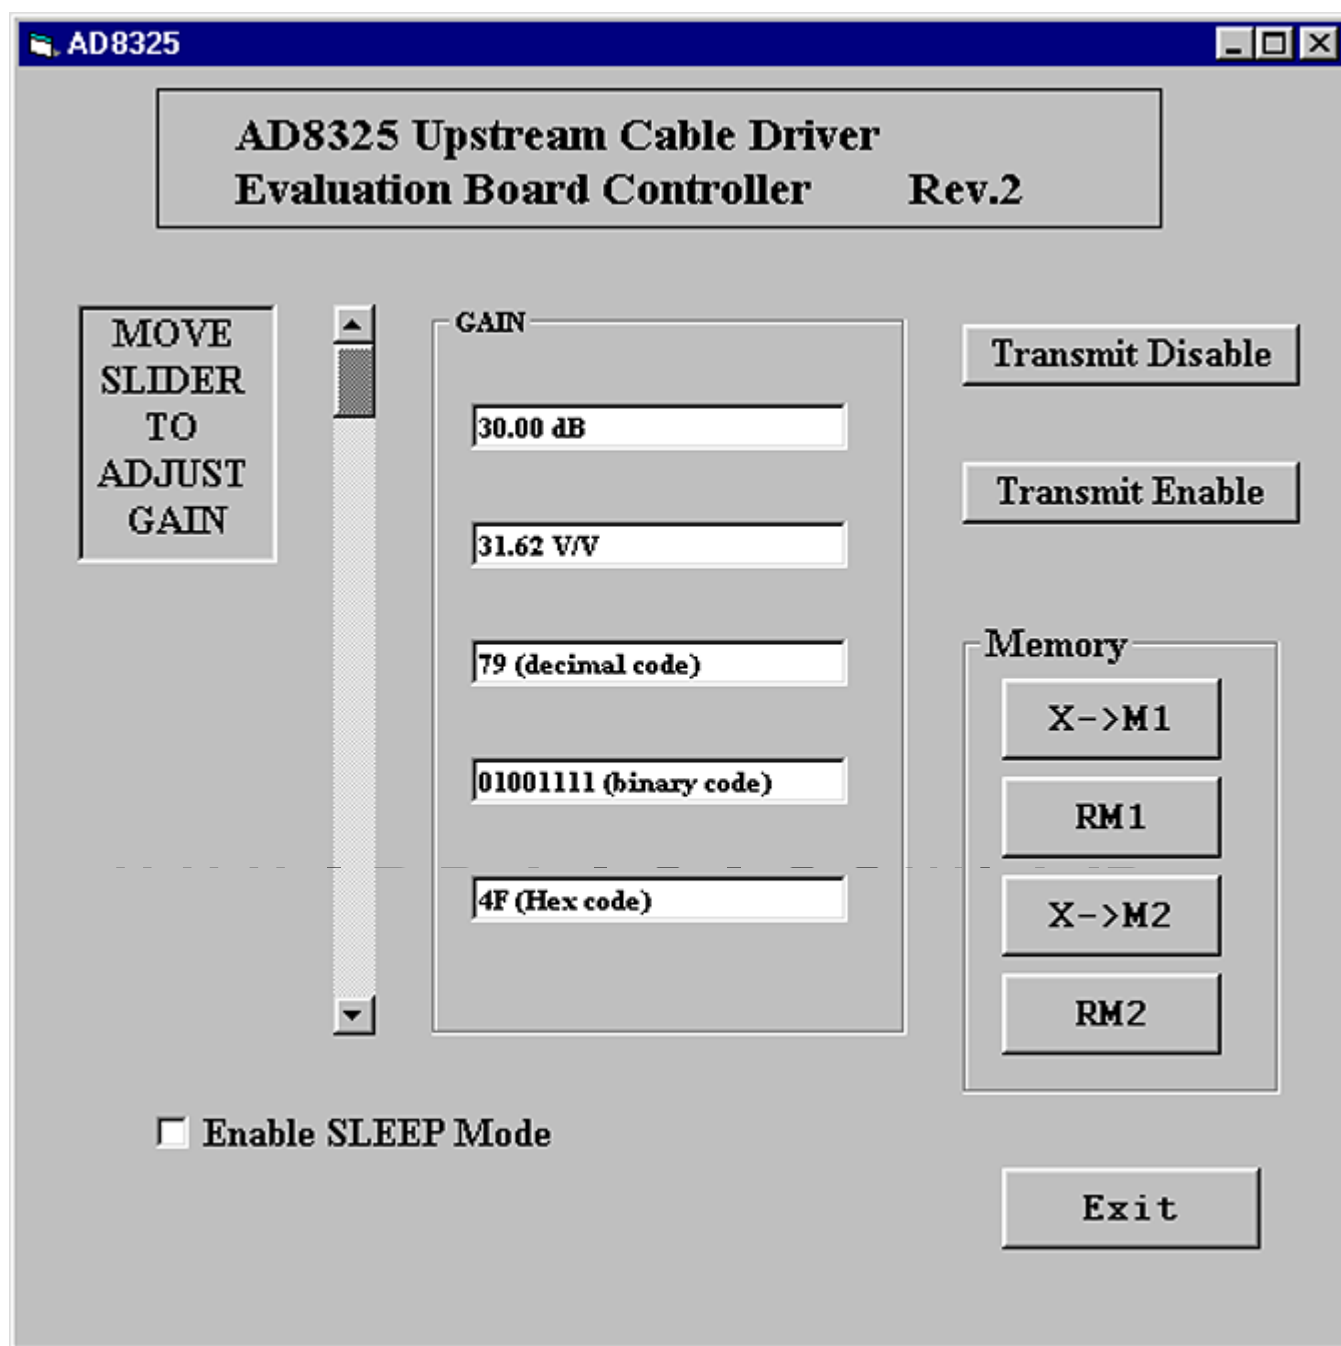 AD8325
AD8325 Upstream Cable Driver
Evaluation Board Controller Rev.2
MOVE
SLIDER
TO
ADJUST
GAIN
GAIN
30.00 dB
31.62 V/V
79 (decimal code)
01001111 (binary code)
4F (Hex code)
Transmit Disable
Transmit Enable
Memory
X->M1
RM1
X->M2
RM2
Enable SLEEP Mode
Exit